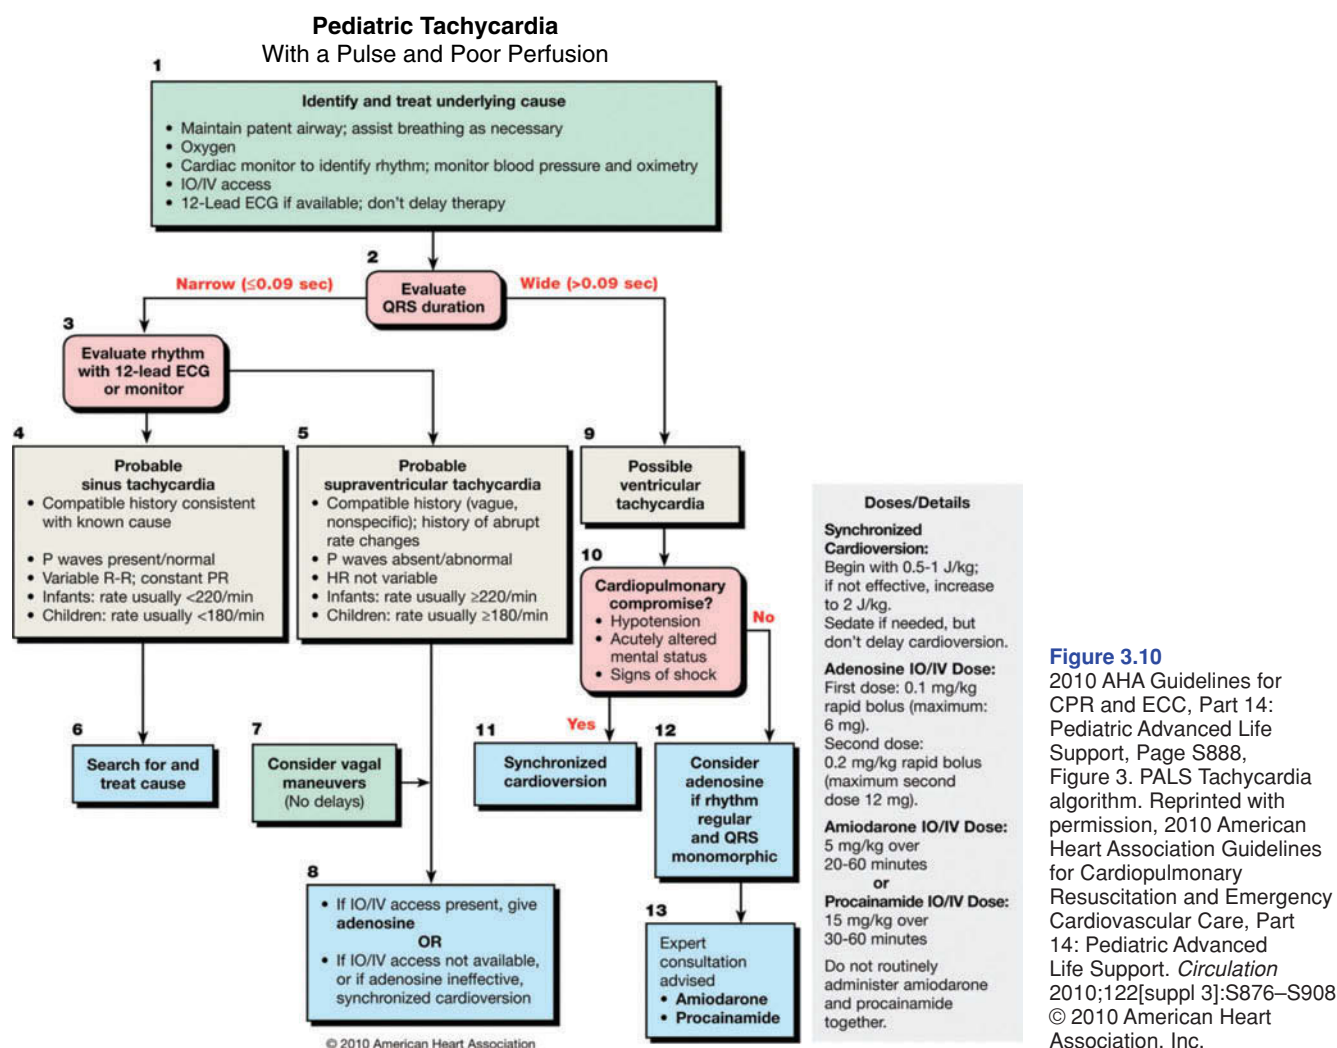 Pediatric Tachycardia
With a Pulse and Poor Perfusion
1
Identify and treat underlying cause
• Maintain patent airway; assist breathing as necessary
• Oxygen
• Cardiac monitor to identify rhythm; monitor blood pressure and oximetry
• IO/IV access
• 12-Lead ECG if available; don't delay therapy
2
Narrow (≤0.09 sec)
Evaluate
QRS duration
Wide (>0.09 sec)
3
Evaluate rhythm
with 12-lead ECG
or monitor
4
Probable
sinus tachycardia
• Compatible history consistent
with known cause
• P waves present/normal
• Variable R-R; constant PR
• Infants: rate usually <220/min
• Children: rate usually <180/min
5
Probable
supraventricular tachycardia
• Compatible history (vague,
nonspecific); history of abrupt
rate changes
• P waves absent/abnormal
• HR not variable
• Infants: rate usually ≥220/min
• Children: rate usually ≥180/min
9
Possible
ventricular
tachycardia
10
Cardiopulmonary
compromise?
• Hypotension
• Acutely altered
mental status
• Signs of shock
No
Yes
6
Search for and
treat cause
7
Consider vagal
maneuvers
(No delays)
8
• If IO/IV access present, give
adenosine
OR
• If IO/IV access not available,
or if adenosine ineffective,
synchronized cardioversion
11
Synchronized
cardioversion
12
Consider
adenosine
if rhythm
regular
and QRS
monomorphic
13
Expert
consultation
advised
• Amiodarone
• Procainamide
Doses/Details
Synchronized
Cardioversion:
Begin with 0.5-1 J/kg;
if not effective, increase
to 2 J/kg.
Sedate if needed, but
don't delay cardioversion.
Adenosine IO/IV Dose:
First dose: 0.1 mg/kg
rapid bolus (maximum:
6 mg).
Second dose:
0.2 mg/kg rapid bolus
(maximum second
dose 12 mg).
Amiodarone IO/IV Dose:
5 mg/kg over
20-60 minutes
or
Procainamide IO/IV Dose:
15 mg/kg over
30-60 minutes
Do not routinely
administer amiodarone
and procainamide
together.
© 2010 American Heart Association
Figure 3.10
2010 AHA Guidelines for
CPR and ECC, Part 14:
Pediatric Advanced Life
Support, Page S888,
Figure 3. PALS Tachycardia
algorithm. Reprinted with
permission, 2010 American
Heart Association Guidelines
for Cardiopulmonary
Resuscitation and Emergency
Cardiovascular Care, Part
14: Pediatric Advanced
Life Support. Circulation
2010;122[suppl 3]:S876–S908
© 2010 American Heart
Association, Inc.